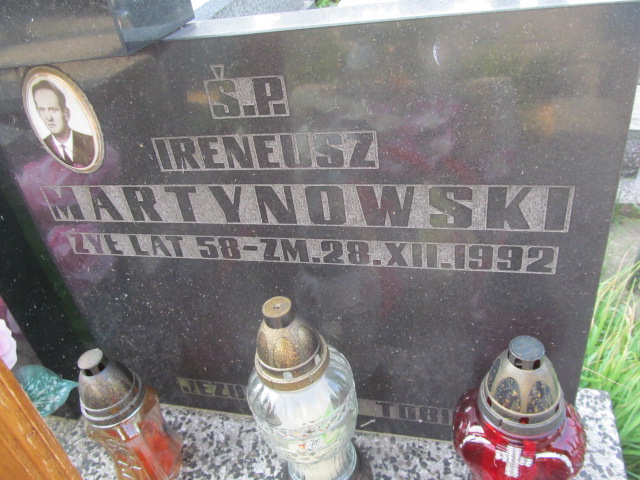 Ś.P.
IRENEUSZ
MARTYNOWSKI
ŻYŁ LAT 58-ZM.28.XII.1992